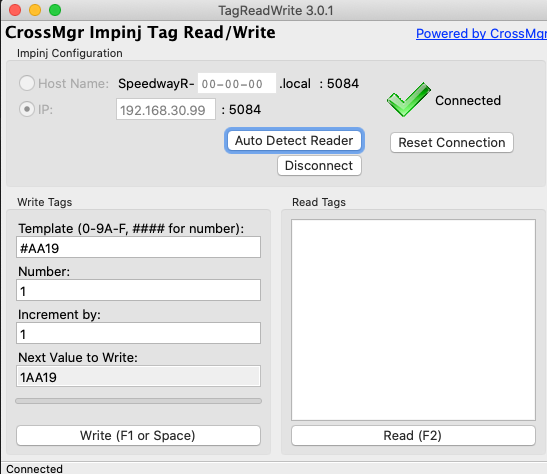 TagReadWrite 3.0.1
CrossMgr Impinj Tag Read/Write
Powered by CrossMgr
Impinj Configuration
Host Name: SpeedwayR- 00-00-00 .local : 5084
IP: 192.168.30.99 : 5084
Connected
Auto Detect Reader
Reset Connection
Disconnect
Write Tags
Template (0-9A-F, #### for number):
#AA19
Number:
1
Increment by:
1
Next Value to Write:
1AA19
Write (F1 or Space)
Read Tags
Read (F2)
Connected